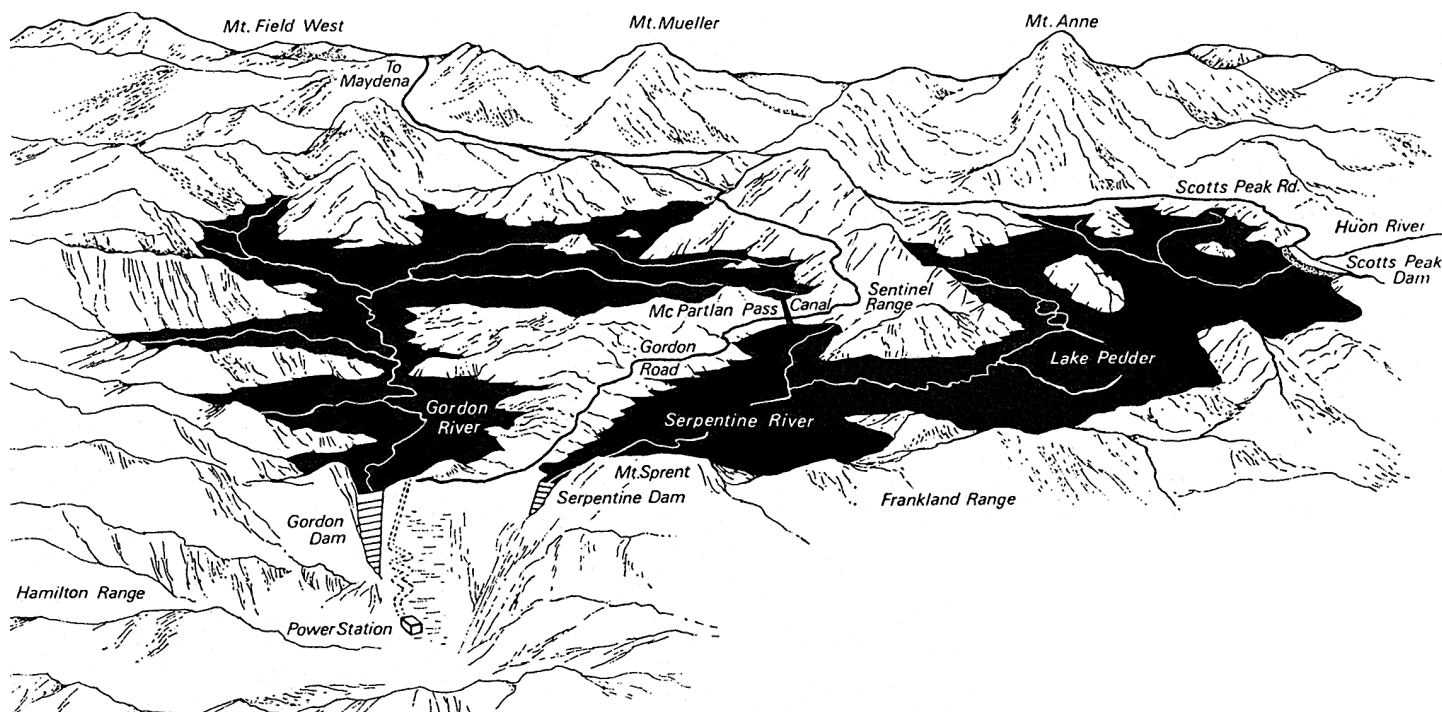 Mt. Field West
Mt. Mueller
Mt. Anne
To
Maydena
Scotts Peak Rd.
Huon River
Scotts Peak
Dam
Sentinel
Range
Mc Partlan Pass Canal
Gordon
Road
Lake Pedder
Gordon
River
Serpentine River
Mt. Sprent
Serpentine Dam
Frankland Range
Gordon
Dam
Hamilton Range
Power Station